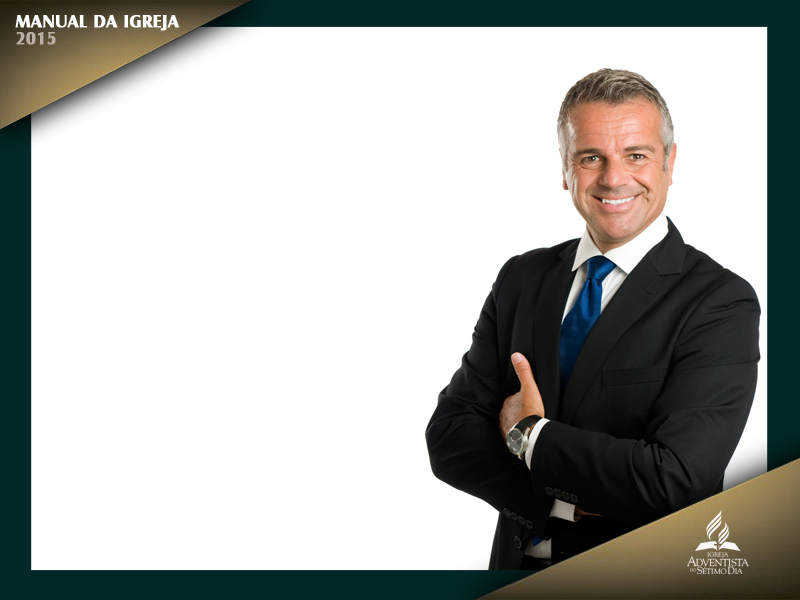 MANUAL DA IGREJA
2015
IGREJA
ADVENTISTA
DO SÉTIMO DIA